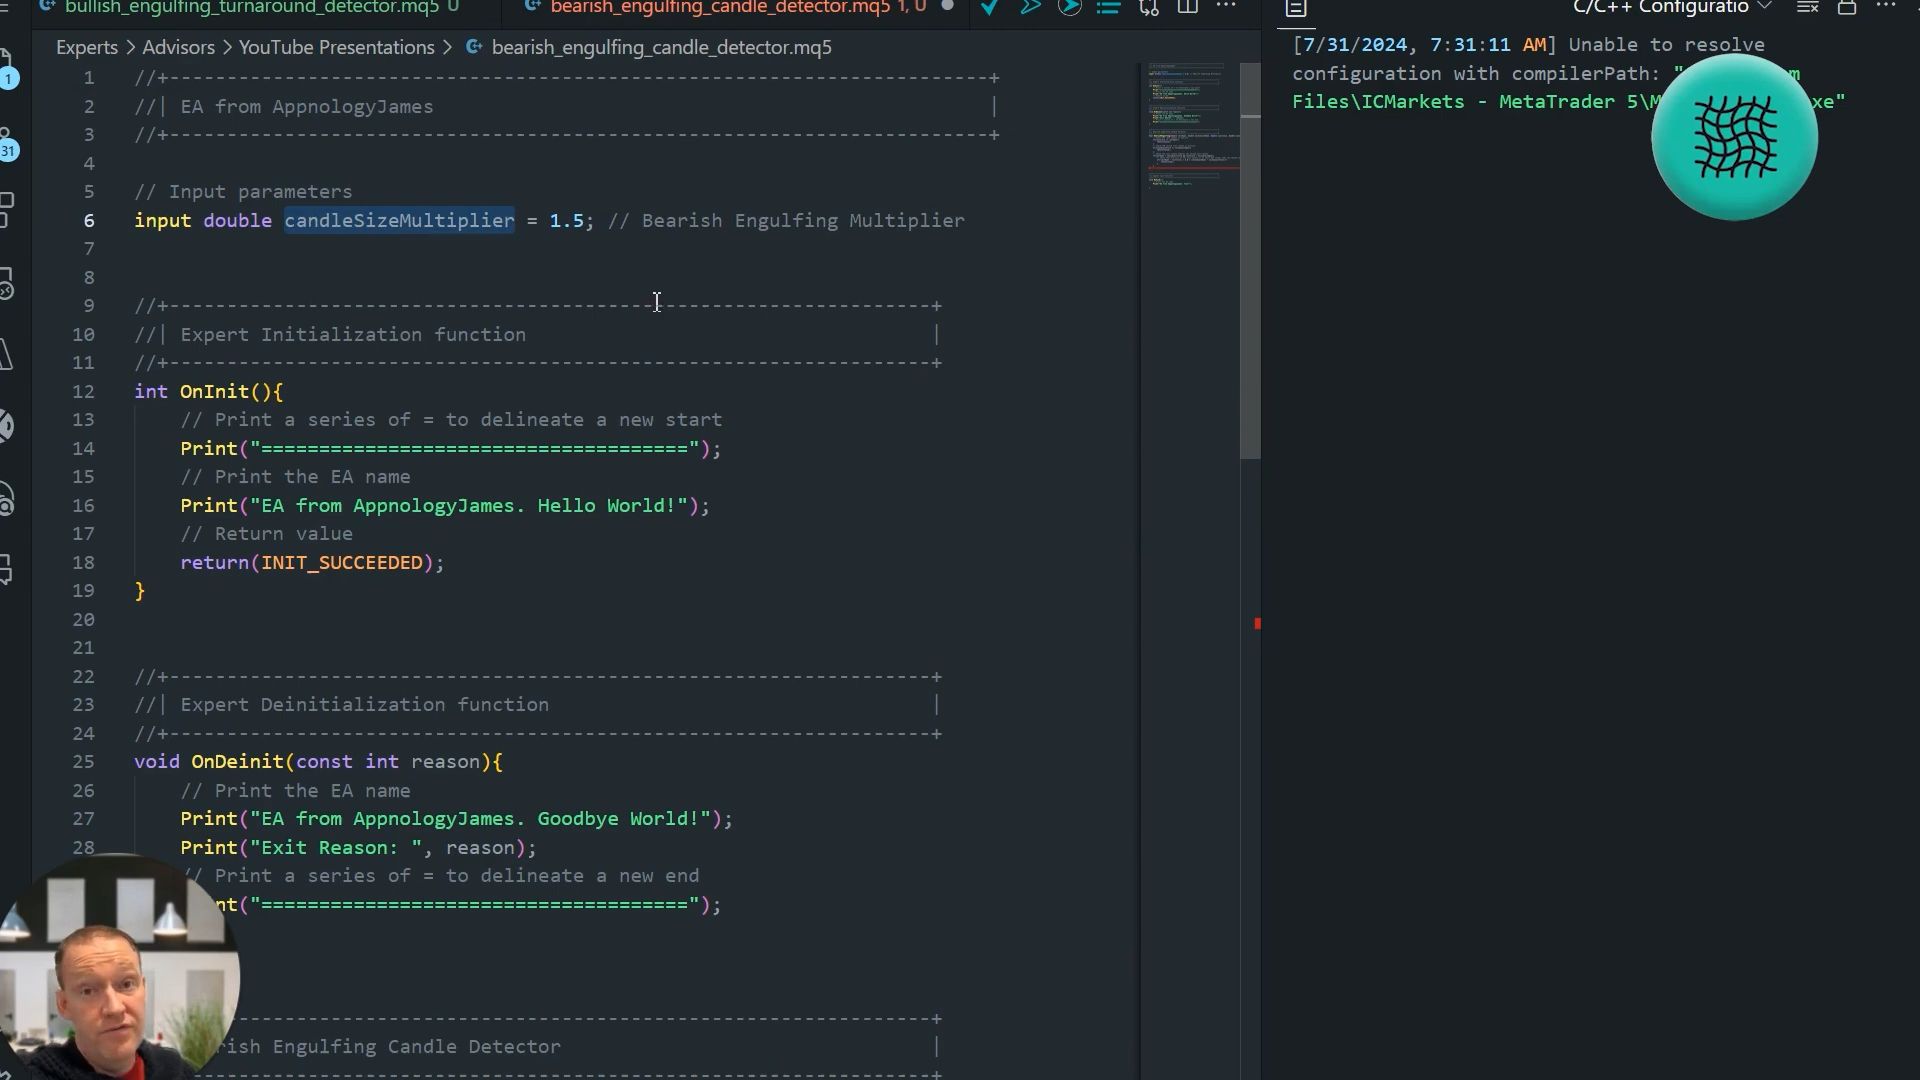 bullish_engulfing_turnaround_detector.mq5 U
bearish_engulfing_candle_detector.mq5 1, U
Experts > Advisors > YouTube Presentations > bearish_engulfing_candle_detector.mq5
1 //+------------------------------------------------------------------------+
2 //| EA from AppnologyJames |
3 //+------------------------------------------------------------------------+
4
5 // Input parameters
6 input double candleSizeMultiplier = 1.5; // Bearish Engulfing Multiplier
7
8
9 //+-------------------------------------------------------------------+
10 //| Expert Initialization function |
11 //+-------------------------------------------------------------------+
12 int OnInit(){
13 // Print a series of = to delineate a new start
14 Print("=====================================");
15 // Print the EA name
16 Print("EA from AppnologyJames. Hello World!");
17 // Return value
18 return(INIT_SUCCEEDED);
19 }
20
21
22 //+-------------------------------------------------------------------+
23 //| Expert Deinitialization function |
24 //+-------------------------------------------------------------------+
25 void OnDeinit(const int reason){
26 // Print the EA name
27 Print("EA from AppnologyJames. Goodbye World!");
28 Print("Exit Reason: ", reason);
// Print a series of = to delineate a new end
nt("=====================================");
-------------------------------------------------------------------+
rish Engulfing Candle Detector |
-------------------------------------------------------------------+
1
31
C/C++ Configuratio
[7/31/2024, 7:31:11 AM] Unable to resolve
configuration with compilerPath: "
Files\ICMarkets - MetaTrader 5\M xe"